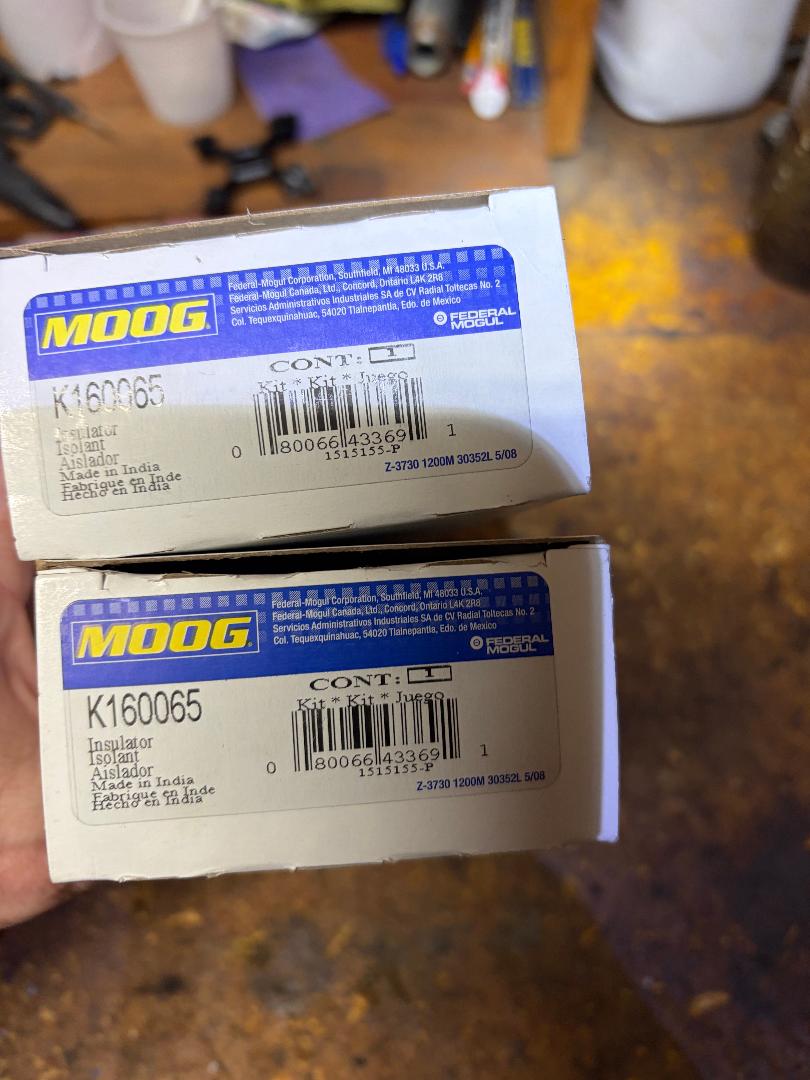 Federal-Mogul Corporation, Southfield, MI 48033 U.S.A.
Federal-Mogul Canada, Ltd., Concord, Ontario L4K 2R8
Servicios Administrativos Industriales SA de CV Radial Toltecas No. 2
Col. Tequexquinahuac, 54020 Tlalnepantla, Edo. de Mexico
MOOG
FEDERAL
MOGUL
CONT: 1
K160065
Kit * Kit * Juego
Insulator
Isolant
Aislador
Made in India
Fabrique en Inde
Hecho en India
0 80066 43369 1
1515155-P
Z-3730 1200M 30352L 5/08
Federal-Mogul Corporation, Southfield, MI 48033 U.S.A.
Federal-Mogul Canada, Ltd., Concord, Ontario L4K 2R8
Servicios Administrativos Industriales SA de CV Radial Toltecas No. 2
Col. Tequexquinahuac, 54020 Tlalnepantla, Edo. de Mexico
MOOG
FEDERAL
MOGUL
CONT: 1
K160065
Kit * Kit * Juego
Insulator
Isolant
Aislador
Made in India
Fabrique en Inde
Hecho en India
0 80066 43369 1
1515155-P
Z-3730 1200M 30352L 5/08